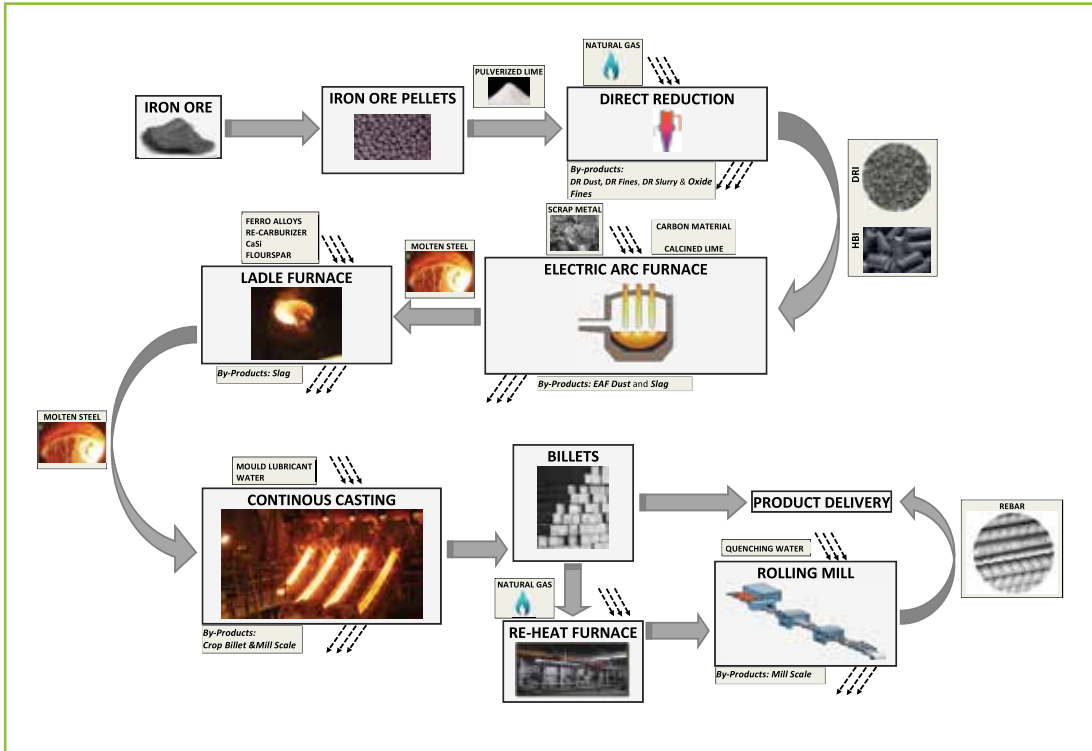 NATURAL GAS
PULVERIZED LIME
IRON ORE
IRON ORE PELLETS
DIRECT REDUCTION
By-products:
DR Dust, DR Fines, DR Slurry & Oxide
Fines
DRI
HBI
SCRAP METAL
CARBON MATERIAL
CALCINED LIME
ELECTRIC ARC FURNACE
By-Products: EAF Dust and Slag
MOLTEN STEEL
FERRO ALLOYS
RE-CARBURIZER
CaSi
FLOURSPAR
LADLE FURNACE
By-Products: Slag
MOLTEN STEEL
MOULD LUBRICANT
WATER
CONTINOUS CASTING
By-Products:
Crop Billet &Mill Scale
BILLETS
PRODUCT DELIVERY
NATURAL GAS
RE-HEAT FURNACE
QUENCHING WATER
ROLLING MILL
By-Products: Mill Scale
REBAR